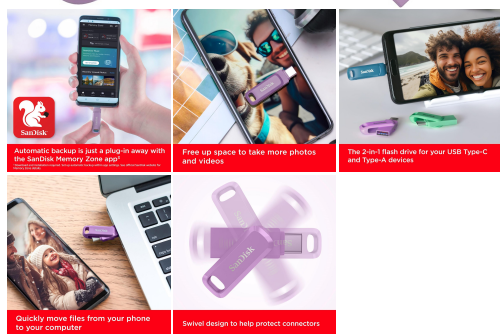 SanDisk
Automatic backup is just a plug-in away with
the SanDisk Memory Zone app³
Free up space to take more photos
and videos
SanDisk
The 2-in-1 flash drive for your USB Type-C
and Type-A devices
Quickly move files from your phone
to your computer
SanDisk
Swivel design to help protect connectors